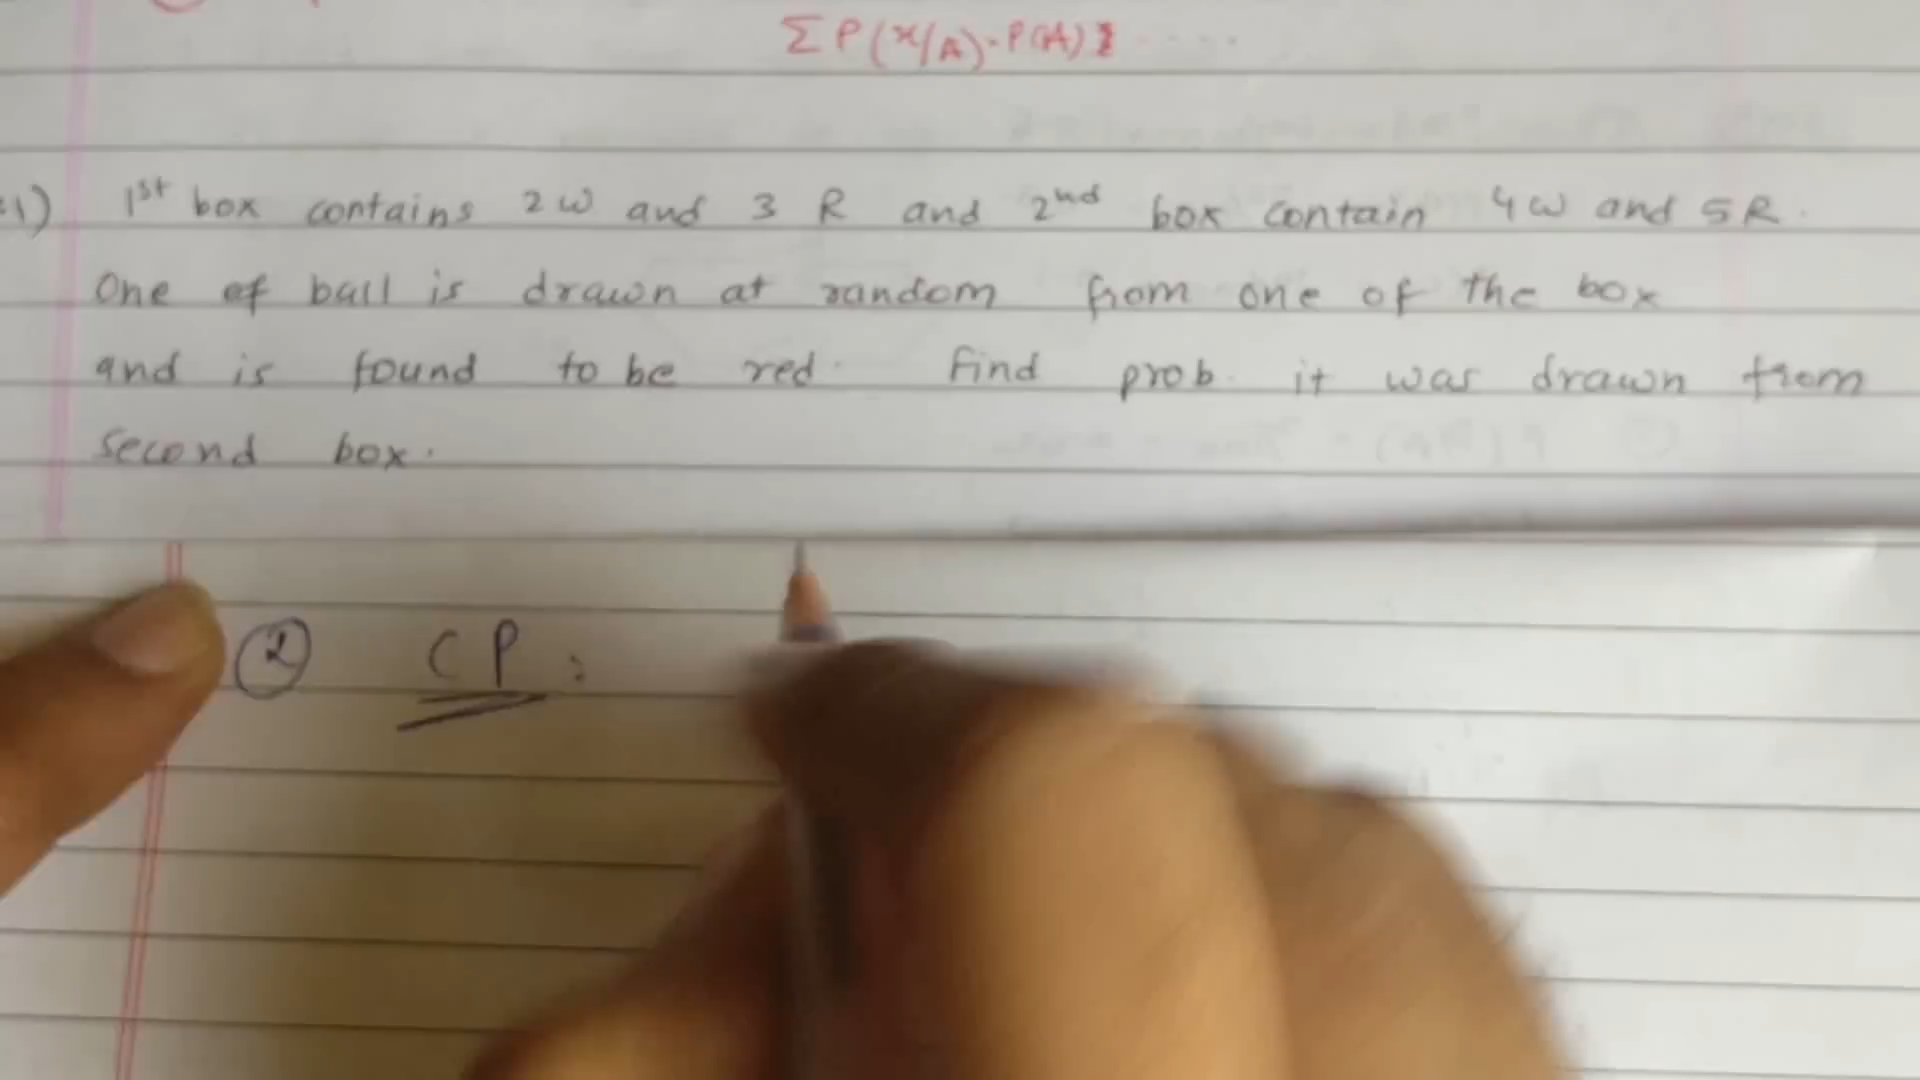 Σ P(x/A)·P(A)} ....
1) 1st box contains 2W and 3 R and 2nd box contain 4W and 5R.
One of ball is drawn at random from one of the box
and is found to be red. Find prob. it was drawn from
second box.
② CP: